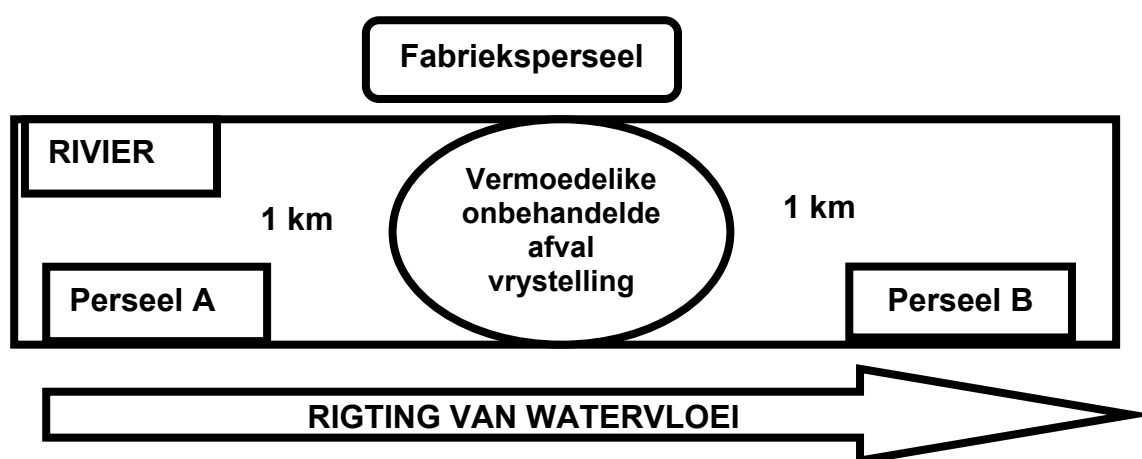 Fabrieksperseel
RIVIER
Vermoedelike
onbehandelde
afval
vrystelling
1 km
1 km
Perseel A
Perseel B
RIGTING VAN WATERVLOEI